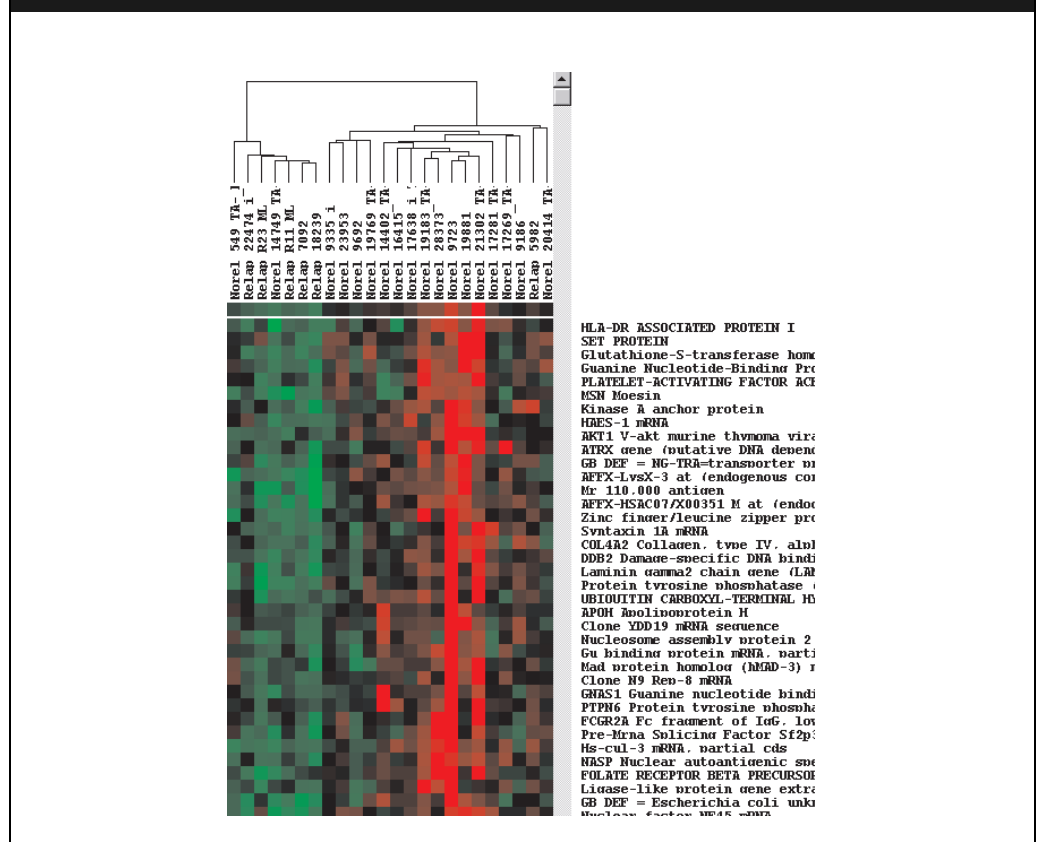 Norel 549 TA-
Relap 22474 i
Relap R23 ML
Norel 14749 TA
Relap R11 ML
Relap 7092
Relap 18239
Norel 9335 i
Norel 23953
Norel 9692
Norel 19769 TA
Norel 14402 TA
Norel 16415
Norel 17638 i
Norel 19183 TA
Norel 28373
Norel 9723
Norel 19881
Norel 21302 TA
Norel 17281 TA
Norel 17269 TA
Norel 9186
Relap 5982
Norel 20414 TA
HLA-DR ASSOCIATED PROTEIN I
SET PROTEIN
Glutathione-S-transferase homo
Guanine Nucleotide-Binding Pro
PLATELET-ACTIVATING FACTOR ACE
MSN Moesin
Kinase A anchor protein
HAES-1 mRNA
AKT1 V-akt murine thymoma vira
ATRX gene (putative DNA depend
GB DEF = NG-TRA=transporter pr
AFFX-LysX-3 at (endogenous con
Mr 110,000 antigen
AFFX-HSAC07/X00351 M at (endog
Zinc finger/leucine zipper pro
Syntaxin 1A mRNA
COL4A2 Collagen, type IV, alph
DDB2 Damage-specific DNA bindi
Laminin gamma2 chain gene (LAM
Protein tyrosine phosphatase
UBIQUITIN CARBOXYL-TERMINAL HY
APOH Apolipoprotein H
Clone YDD19 mRNA sequence
Nucleosome assembly protein 2
Gu binding protein mRNA, parti
Mad protein homolog (hMAD-3)
Clone N9 Rep-8 mRNA
GNAS1 Guanine nucleotide bindi
PTPN6 Protein tyrosine phospha
FCGR2A Fc fragment of IgG, low
Pre-Mrna Splicing Factor Sf2p3
Hs-cul-3 mRNA, partial cds
NASP Nuclear autoantigenic spe
FOLATE RECEPTOR BETA PRECURSOR
Ligase-like protein gene extra
GB DEF = Escherichia coli unkn
Nuclear factor NF45 mRNA